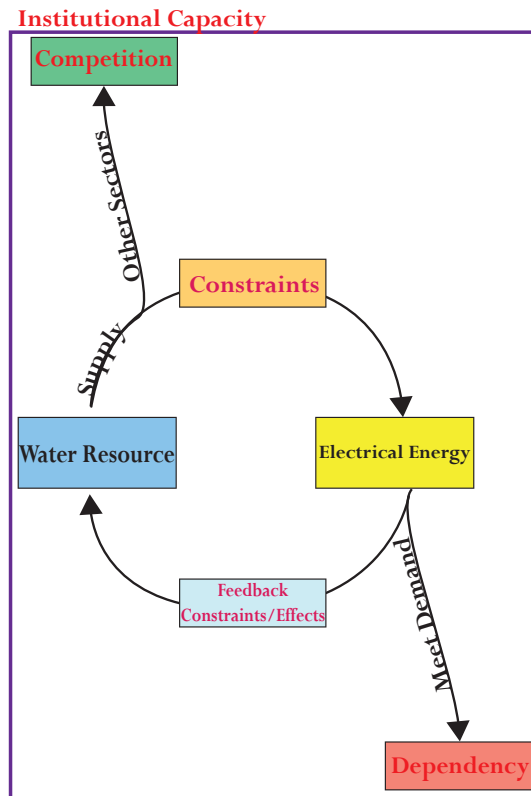 Institutional Capacity
Competition
Other Sectors
Constraints
Supply
Water Resource
Electrical Energy
Meet Demand
Feedback
Constraints/Effects
Dependency